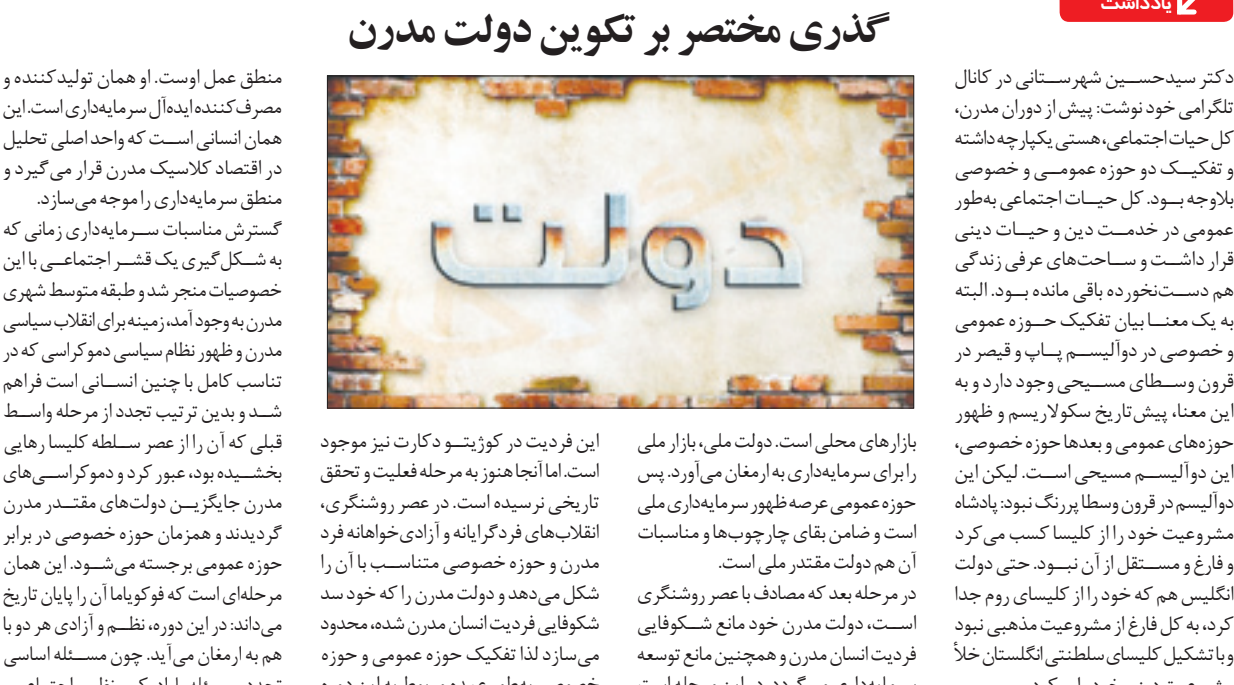 یادداشت
گذری مختصر بر تکوین دولت مدرن
دکتر سیدحسین شهرستانی در کانال
تلگرامی خود نوشت: پیش از دوران مدرن،
کل حیات اجتماعی، هستی یکپارچه داشته
و تفکیک دو حوزه عمومی و خصوصی
بلاوجه بود. کل حیات اجتماعی به‌طور
عمومی در خدمت دین و حیات دینی
قرار داشت و ساحت‌های عرفی زندگی
هم دست‌نخورده باقی مانده بود. البته
به یک معنا بیان تفکیک حوزه عمومی
و خصوصی در دوآلیسم پاپ و قیصر در
قرون وسطای مسیحی وجود دارد و به
این معنا، پیش‌تاریخ سکولاریسم و ظهور
حوزه‌های عمومی و بعدها حوزه خصوصی،
این دوآلیسم مسیحی است. لیکن این
دوآلیسم در قرون وسطا پررنگ نبود: پادشاه
مشروعیت خود را از کلیسا کسب می‌کرد
و فارغ و مستقل از آن نبود. حتی دولت
انگلیس هم که خود را از کلیسای روم جدا
کرد، به کل فارغ از مشروعیت مذهبی نبود
و با تشکیل کلیسای سلطنتی انگلستان خلأ
دولت
بازارهای محلی است. دولت ملی، بازار ملی
را برای سرمایه‌داری به ارمغان می‌آورد. پس
حوزه عمومی عرصه ظهور سرمایه‌داری ملی
است و ضامن بقای چارچوب‌ها و مناسبات
آن هم دولت مقتدر ملی است.
در مرحله بعد که مصادف با عصر روشنگری
است، دولت مدرن خود مانع شکوفایی
فردیت انسان مدرن و همچنین مانع توسعه
این فردیت در کوژیتو دکارت نیز موجود
است. اما آنجا هنوز به مرحله فعلیت و تحقق
تاریخی نرسیده است. در عصر روشنگری،
انقلاب‌های فردگرایانه و آزادی‌خواهانه فرد
مدرن و حوزه خصوصی متناسب با آن را
شکل می‌دهد و دولت مدرن را که خود سد
شکوفایی فردیت انسان مدرن شده، محدود
می‌سازد لذا تفکیک حوزه عمومی و حوزه
منطق عمل اوست. او همان تولیدکننده و
مصرف‌کننده ایده‌آل سرمایه‌داری است. این
همان انسانی است که واحد اصلی تحلیل
در اقتصاد کلاسیک مدرن قرار می‌گیرد و
منطق سرمایه‌داری را موجه می‌سازد.
گسترش مناسبات سرمایه‌داری زمانی که
به شکل‌گیری یک قشر اجتماعی با این
خصوصیات منجر شد و طبقه متوسط شهری
مدرن به وجود آمد، زمینه برای انقلاب سیاسی
مدرن و ظهور نظام سیاسی دموکراسی که در
تناسب کامل با چنین انسانی است فراهم
شد و بدین ترتیب تجدد از مرحله واسط
قبلی که آن را از عصر سلطه کلیسا رهایی
بخشیده بود، عبور کرد و دموکراسی‌های
مدرن جایگزین دولت‌های مقتدر مدرن
گردیدند و همزمان حوزه خصوصی در برابر
حوزه عمومی برجسته می‌شود. این همان
مرحله‌ای است که فوکویاما آن را پایان تاریخ
می‌داند: در این دوره، نظم و آزادی هر دو با
هم به ارمغان می‌آید. چون مسئله اساسی